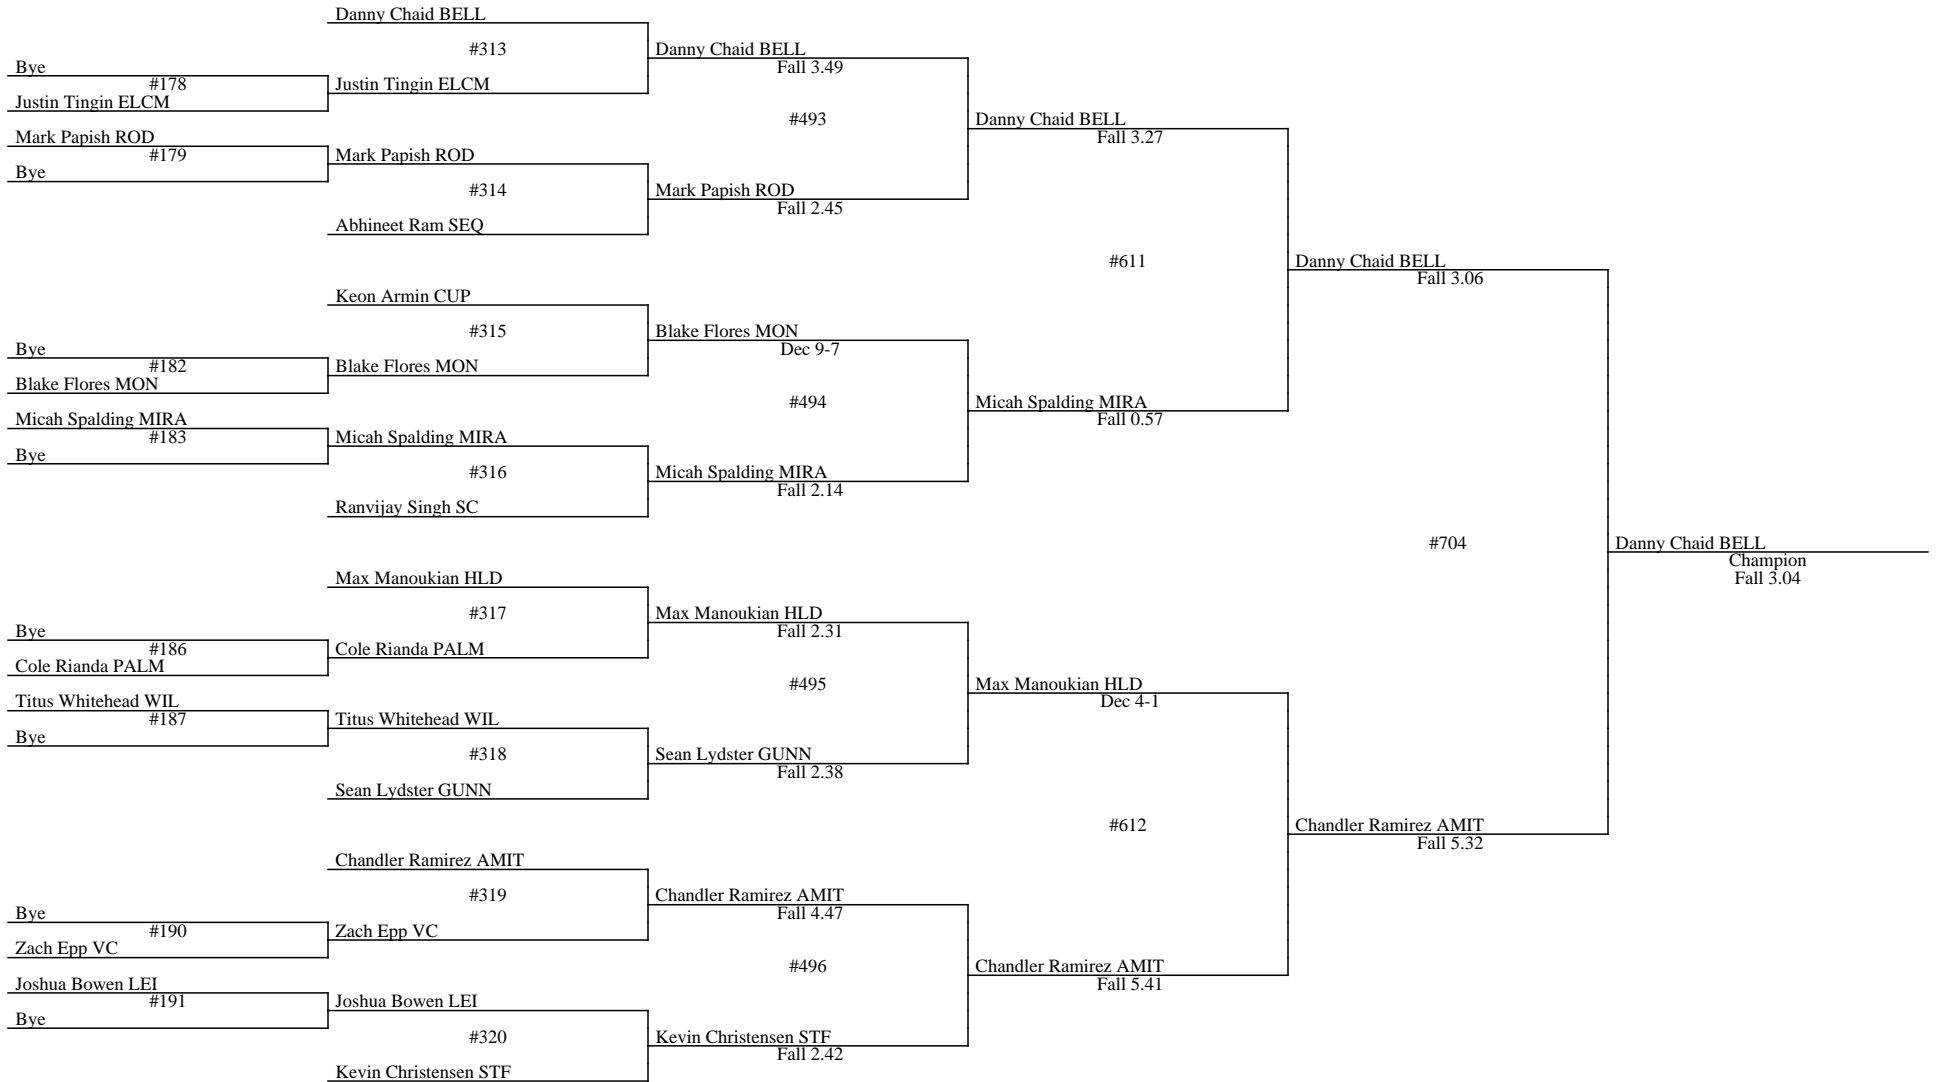 Danny Chaid BELL
#313
Danny Chaid BELL
Bye
Fall 3.49
#178
Justin Tingin ELCM
Justin Tingin ELCM
#493
Danny Chaid BELL
Mark Papish ROD
Fall 3.27
#179
Mark Papish ROD
Bye
#314
Mark Papish ROD
Fall 2.45
Abhineet Ram SEQ
#611
Danny Chaid BELL
Fall 3.06
Keon Armin CUP
#315
Blake Flores MON
Bye
Dec 9-7
#182
Blake Flores MON
Blake Flores MON
#494
Micah Spalding MIRA
Micah Spalding MIRA
Fall 0.57
#183
Micah Spalding MIRA
Bye
#316
Micah Spalding MIRA
Fall 2.14
Ranvijay Singh SC
#704
Danny Chaid BELL
Champion
Fall 3.04
Max Manoukian HLD
#317
Max Manoukian HLD
Bye
Fall 2.31
#186
Cole Rianda PALM
Cole Rianda PALM
#495
Max Manoukian HLD
Titus Whitehead WIL
Dec 4-1
#187
Titus Whitehead WIL
Bye
#318
Sean Lydster GUNN
Fall 2.38
Sean Lydster GUNN
#612
Chandler Ramirez AMIT
Fall 5.32
Chandler Ramirez AMIT
#319
Chandler Ramirez AMIT
Bye
Fall 4.47
#190
Zach Epp VC
Zach Epp VC
#496
Chandler Ramirez AMIT
Joshua Bowen LEI
Fall 5.41
#191
Joshua Bowen LEI
Bye
#320
Kevin Christensen STF
Fall 2.42
Kevin Christensen STF